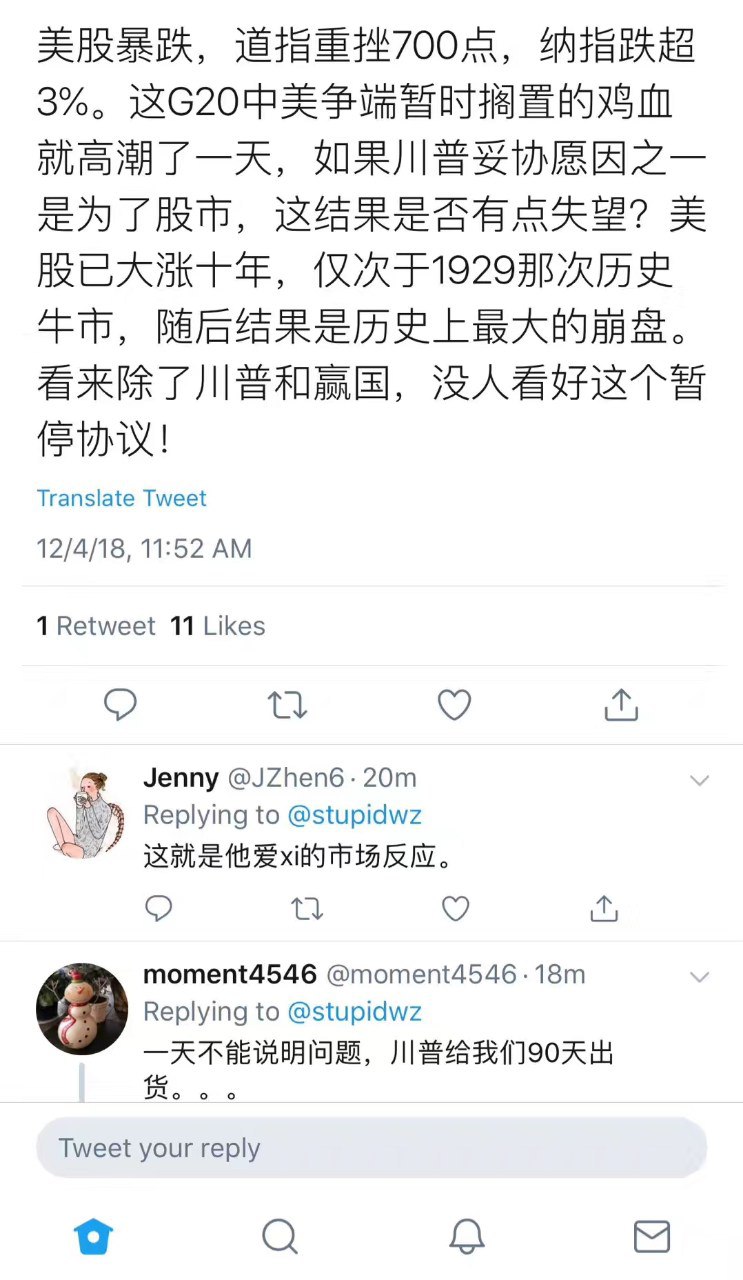 美股暴跌，道指重挫700点，纳指跌超
3%。这G20中美争端暂时搁置的鸡血
就高潮了一天，如果川普妥协愿因之一
是为了股市，这结果是否有点失望？美
股已大涨十年，仅次于1929那次历史
牛市，随后结果是历史上最大的崩盘。
看来除了川普和赢国，没人看好这个暂
停协议！
Translate Tweet
12/4/18, 11:52 AM
1 Retweet 11 Likes
Jenny @JZhen6 · 20m
Replying to @stupidwz
这就是他爱xi的市场反应。
moment4546 @moment4546 · 18m
Replying to @stupidwz
一天不能说明问题，川普给我们90天出
货。。。
Tweet your reply